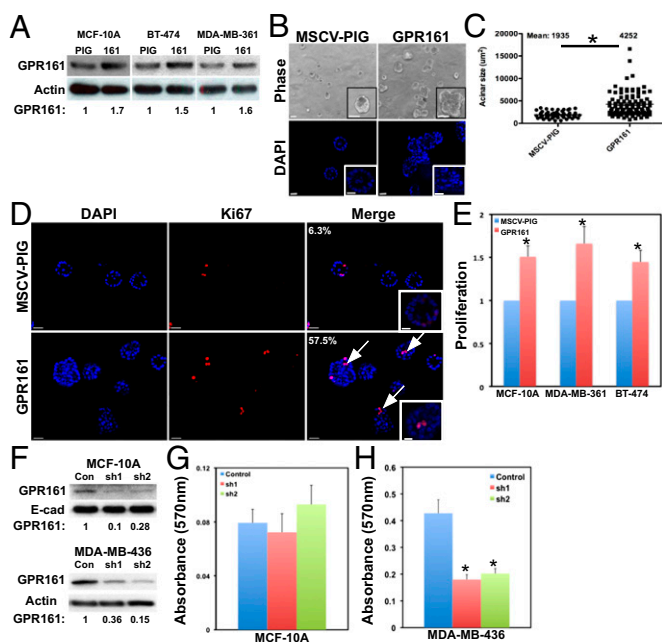 A
MCF-10A BT-474 MDA-MB-361
PIG 161 PIG 161 PIG 161
GPR161
Actin
GPR161: 1 1.7 1 1.5 1 1.6
B
MSCV-PIG GPR161
Phase
DAPI
C
Mean: 1935 * 4252
Acinar size (um²)
20000
15000
10000
5000
0
MSCV-PIG
GPR161
D
DAPI Ki67 Merge
MSCV-PIG
6.3%
GPR161
57.5%
E
MSCV-PIG
GPR161
Proliferation
2
1.5
1
0.5
0
* * *
MCF-10A MDA-MB-361 BT-474
F
MCF-10A
Con sh1 sh2
GPR161
E-cad
GPR161: 1 0.1 0.28
MDA-MB-436
Con sh1 sh2
GPR161
Actin
GPR161: 1 0.36 0.15
G
Absorbance (570nm)
0.12
0.08
0.04
0.00
Control
sh1
sh2
MCF-10A
H
Absorbance (570nm)
0.6
0.5
0.4
0.3
0.2
0.1
0
Control
sh1
sh2
* *
MDA-MB-436